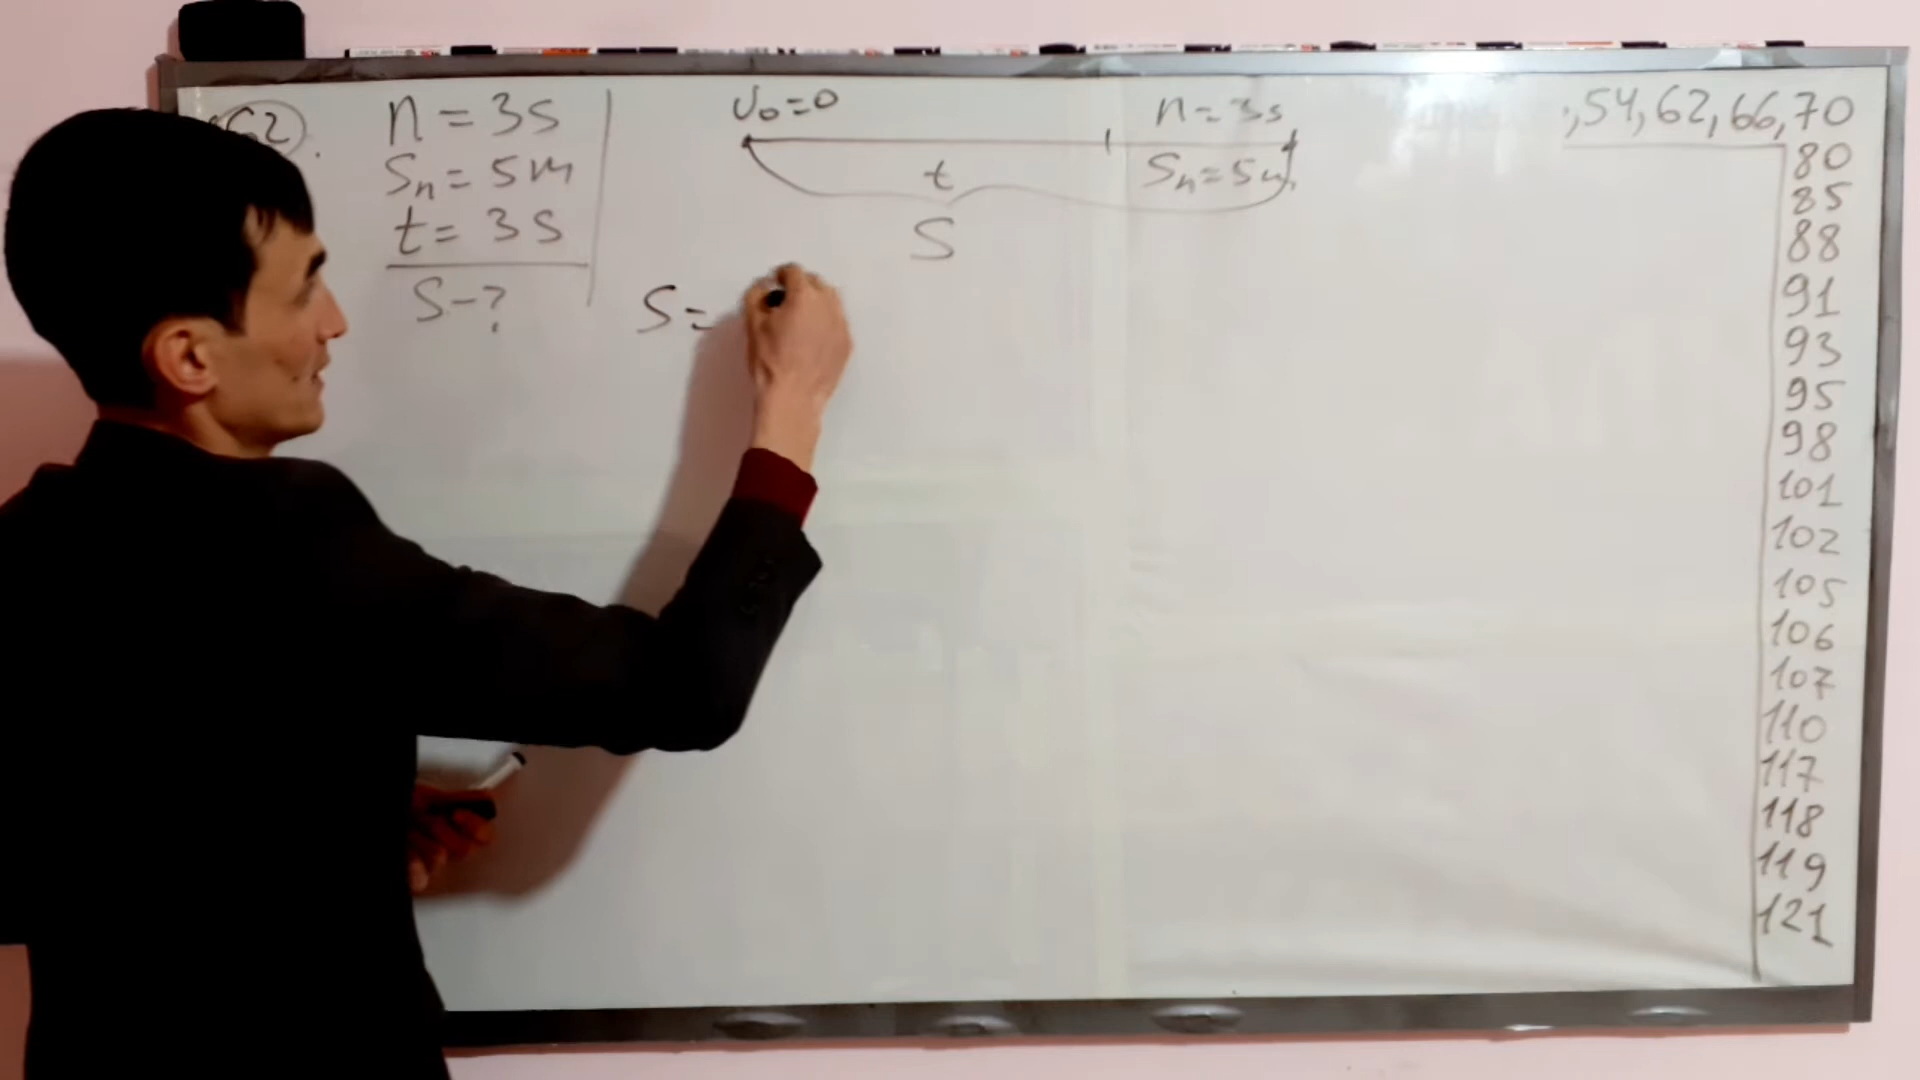 62.
n = 3s
Sn = 5m
t = 3s
S - ?
υ₀=0
n = 3s
t
Sn = 5m
S
S =
,54,62,66,70
80
85
88
91
93
95
98
101
102
105
106
107
110
117
118
119
121